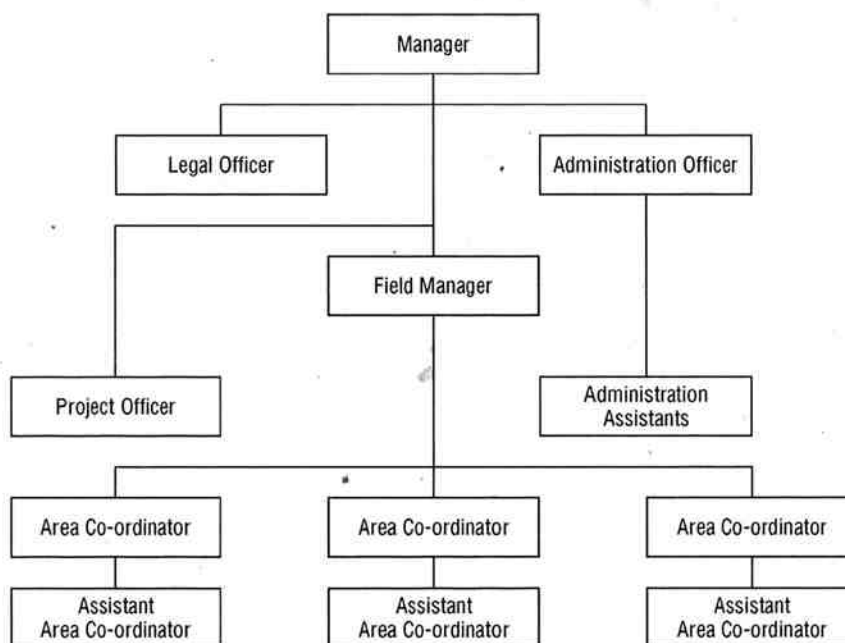 Manager
Legal Officer
Administration Officer
Field Manager
Project Officer
Administration
Assistants
Area Co-ordinator
Area Co-ordinator
Area Co-ordinator
Assistant
Area Co-ordinator
Assistant
Area Co-ordinator
Assistant
Area Co-ordinator